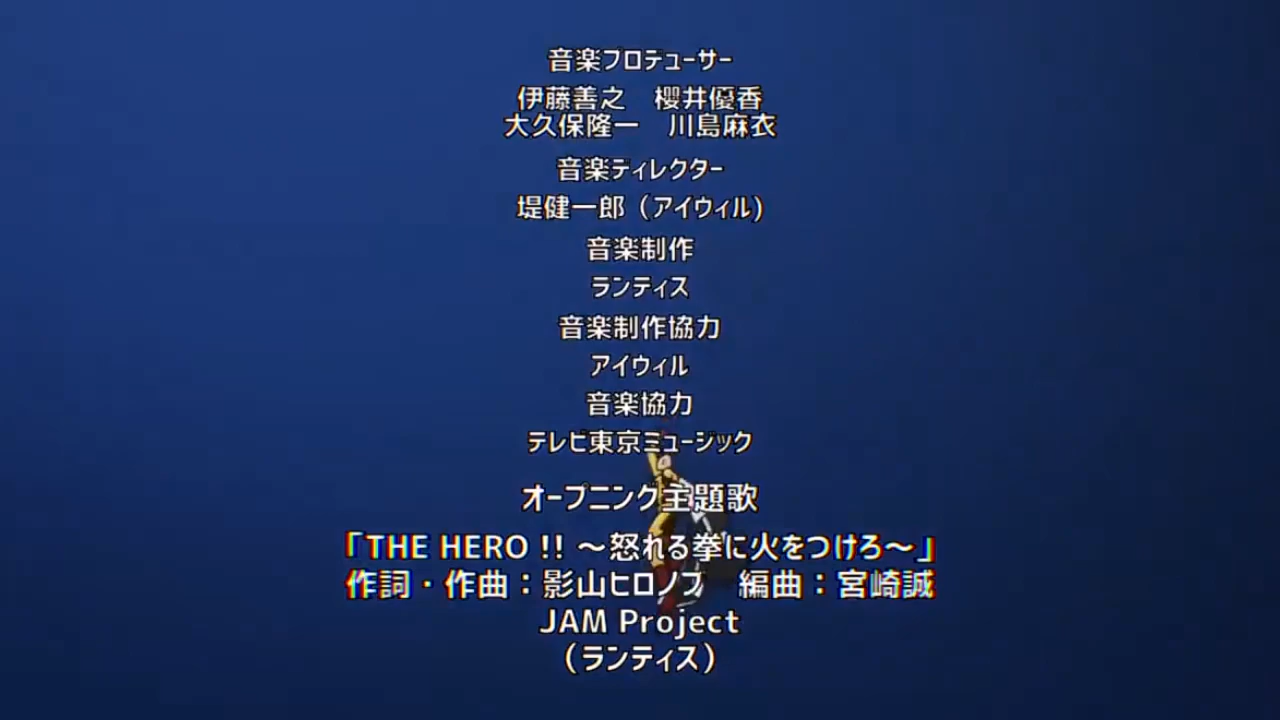 音楽プロデューサー
伊藤善之　櫻井優香
大久保隆一　川島麻衣
音楽ディレクター
堤健一郎（アイウィル）
音楽制作
ランティス
音楽制作協力
アイウィル
音楽協力
テレビ東京ミュージック
オープニング主題歌
「THE HERO !! ～怒れる拳に火をつけろ～」
作詞・作曲：影山ヒロノブ　編曲：宮崎誠
JAM Project
（ランティス）